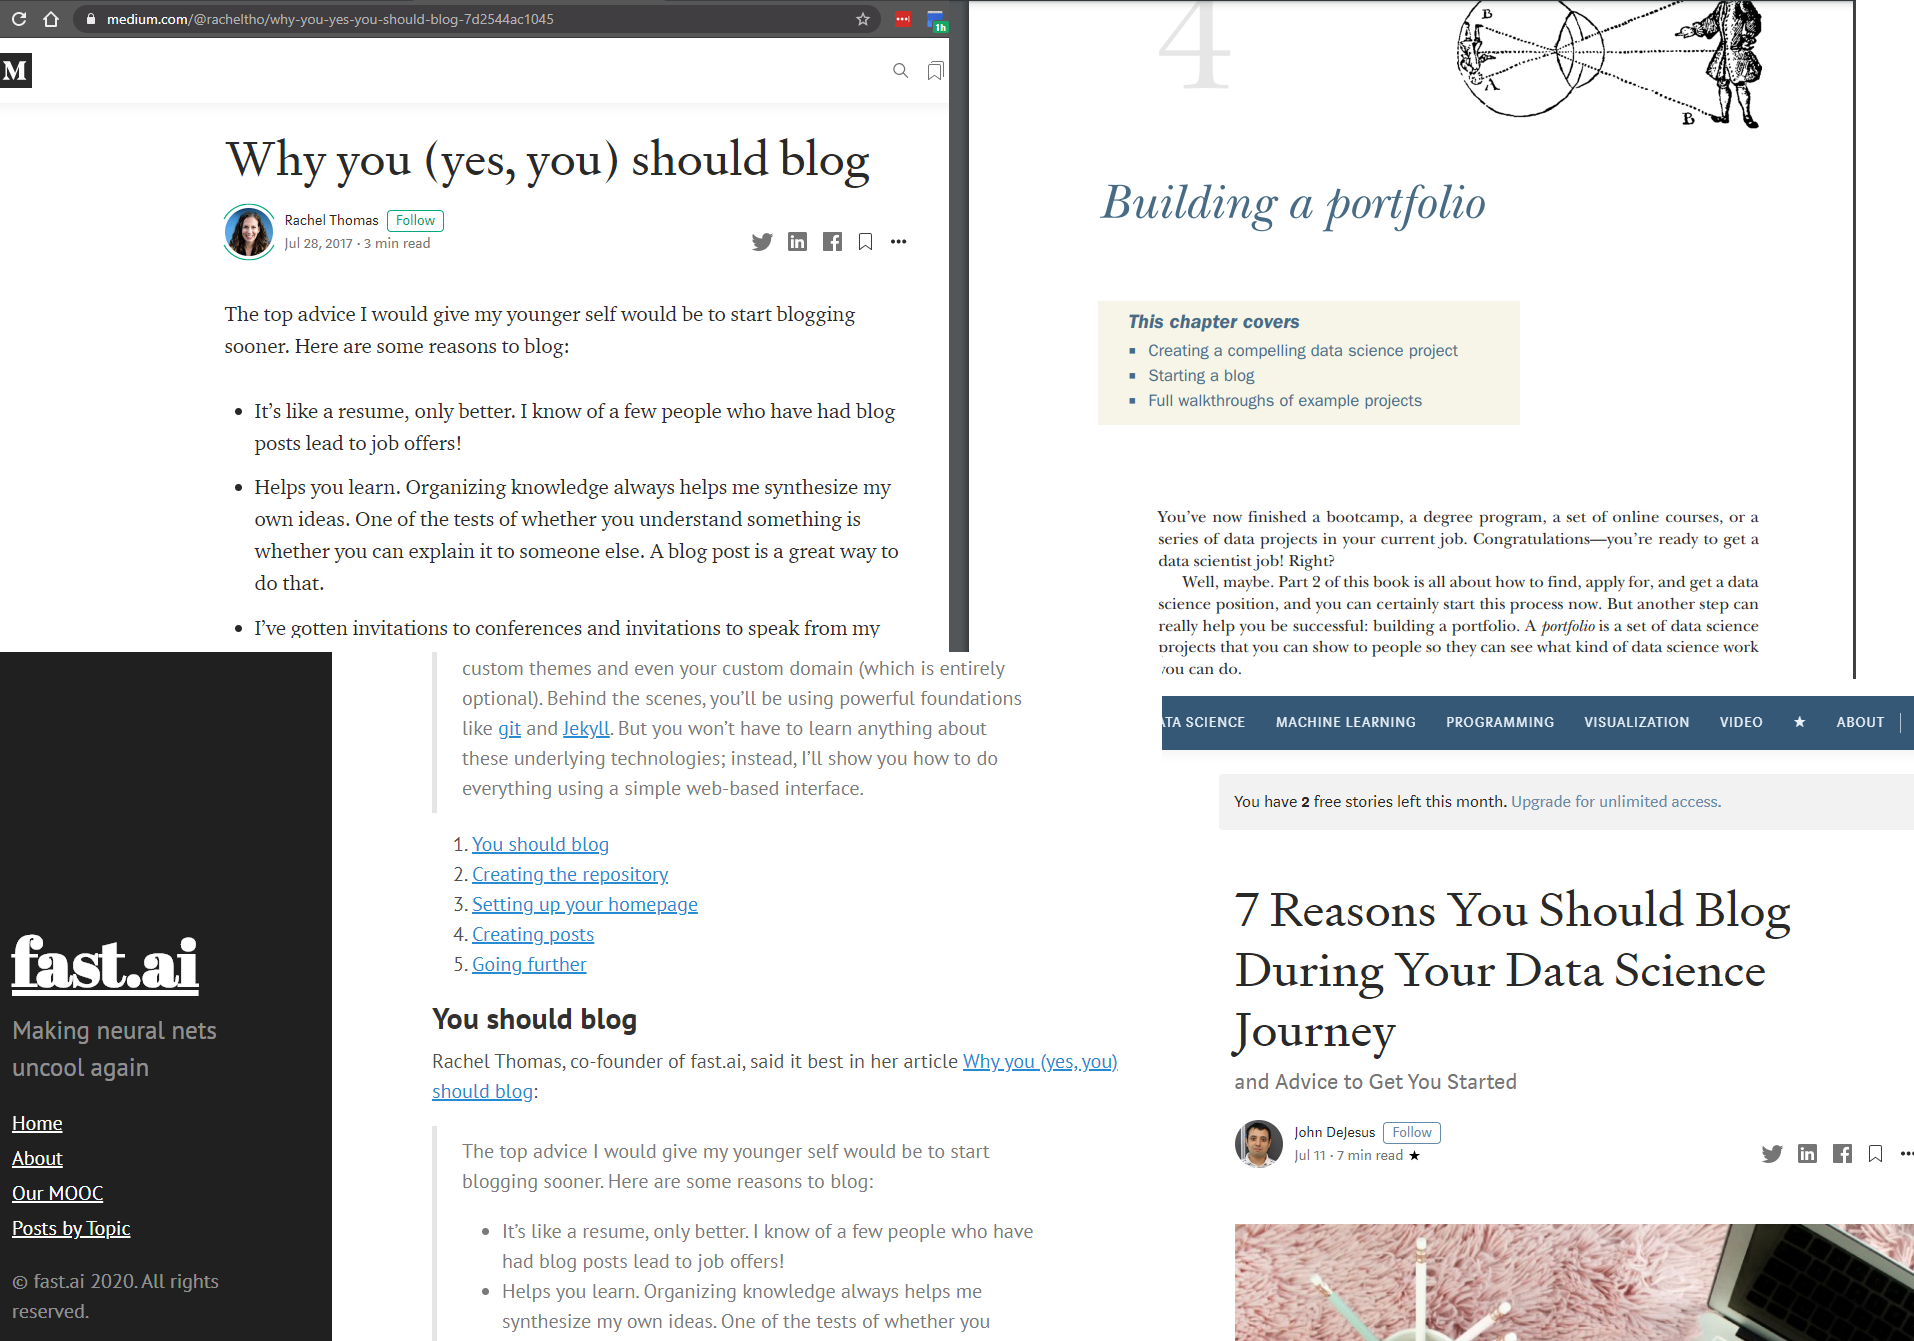 medium.com/@racheltho/why-you-yes-you-should-blog-7d2544ac1045
1h
M
Why you (yes, you) should blog
Rachel Thomas Follow
Jul 28, 2017 · 3 min read
The top advice I would give my younger self would be to start blogging
sooner. Here are some reasons to blog:
• It’s like a resume, only better. I know of a few people who have had blog
posts lead to job offers!
• Helps you learn. Organizing knowledge always helps me synthesize my
own ideas. One of the tests of whether you understand something is
whether you can explain it to someone else. A blog post is a great way to
do that.
• I’ve gotten invitations to conferences and invitations to speak from my
4
B
A
B
Building a portfolio
This chapter covers
▪ Creating a compelling data science project
▪ Starting a blog
▪ Full walkthroughs of example projects
You’ve now finished a bootcamp, a degree program, a set of online courses, or a
series of data projects in your current job. Congratulations—you’re ready to get a
data scientist job! Right?
Well, maybe. Part 2 of this book is all about how to find, apply for, and get a data
science position, and you can certainly start this process now. But another step can
really help you be successful: building a portfolio. A portfolio is a set of data science
projects that you can show to people so they can see what kind of data science work
you can do.
fast.ai
Making neural nets
uncool again
Home
About
Our MOOC
Posts by Topic
© fast.ai 2020. All rights
reserved.
custom themes and even your custom domain (which is entirely
optional). Behind the scenes, you’ll be using powerful foundations
like git and Jekyll. But you won’t have to learn anything about
these underlying technologies; instead, I’ll show you how to do
everything using a simple web-based interface.
1. You should blog
2. Creating the repository
3. Setting up your homepage
4. Creating posts
5. Going further
You should blog
Rachel Thomas, co-founder of fast.ai, said it best in her article Why you (yes, you)
should blog:
The top advice I would give my younger self would be to start
blogging sooner. Here are some reasons to blog:
• It’s like a resume, only better. I know of a few people who have
had blog posts lead to job offers!
• Helps you learn. Organizing knowledge always helps me
synthesize my own ideas. One of the tests of whether you
ATA SCIENCE MACHINE LEARNING PROGRAMMING VISUALIZATION VIDEO ★ ABOUT
You have 2 free stories left this month. Upgrade for unlimited access.
7 Reasons You Should Blog
During Your Data Science
Journey
and Advice to Get You Started
John DeJesus Follow
Jul 11 · 7 min read ★